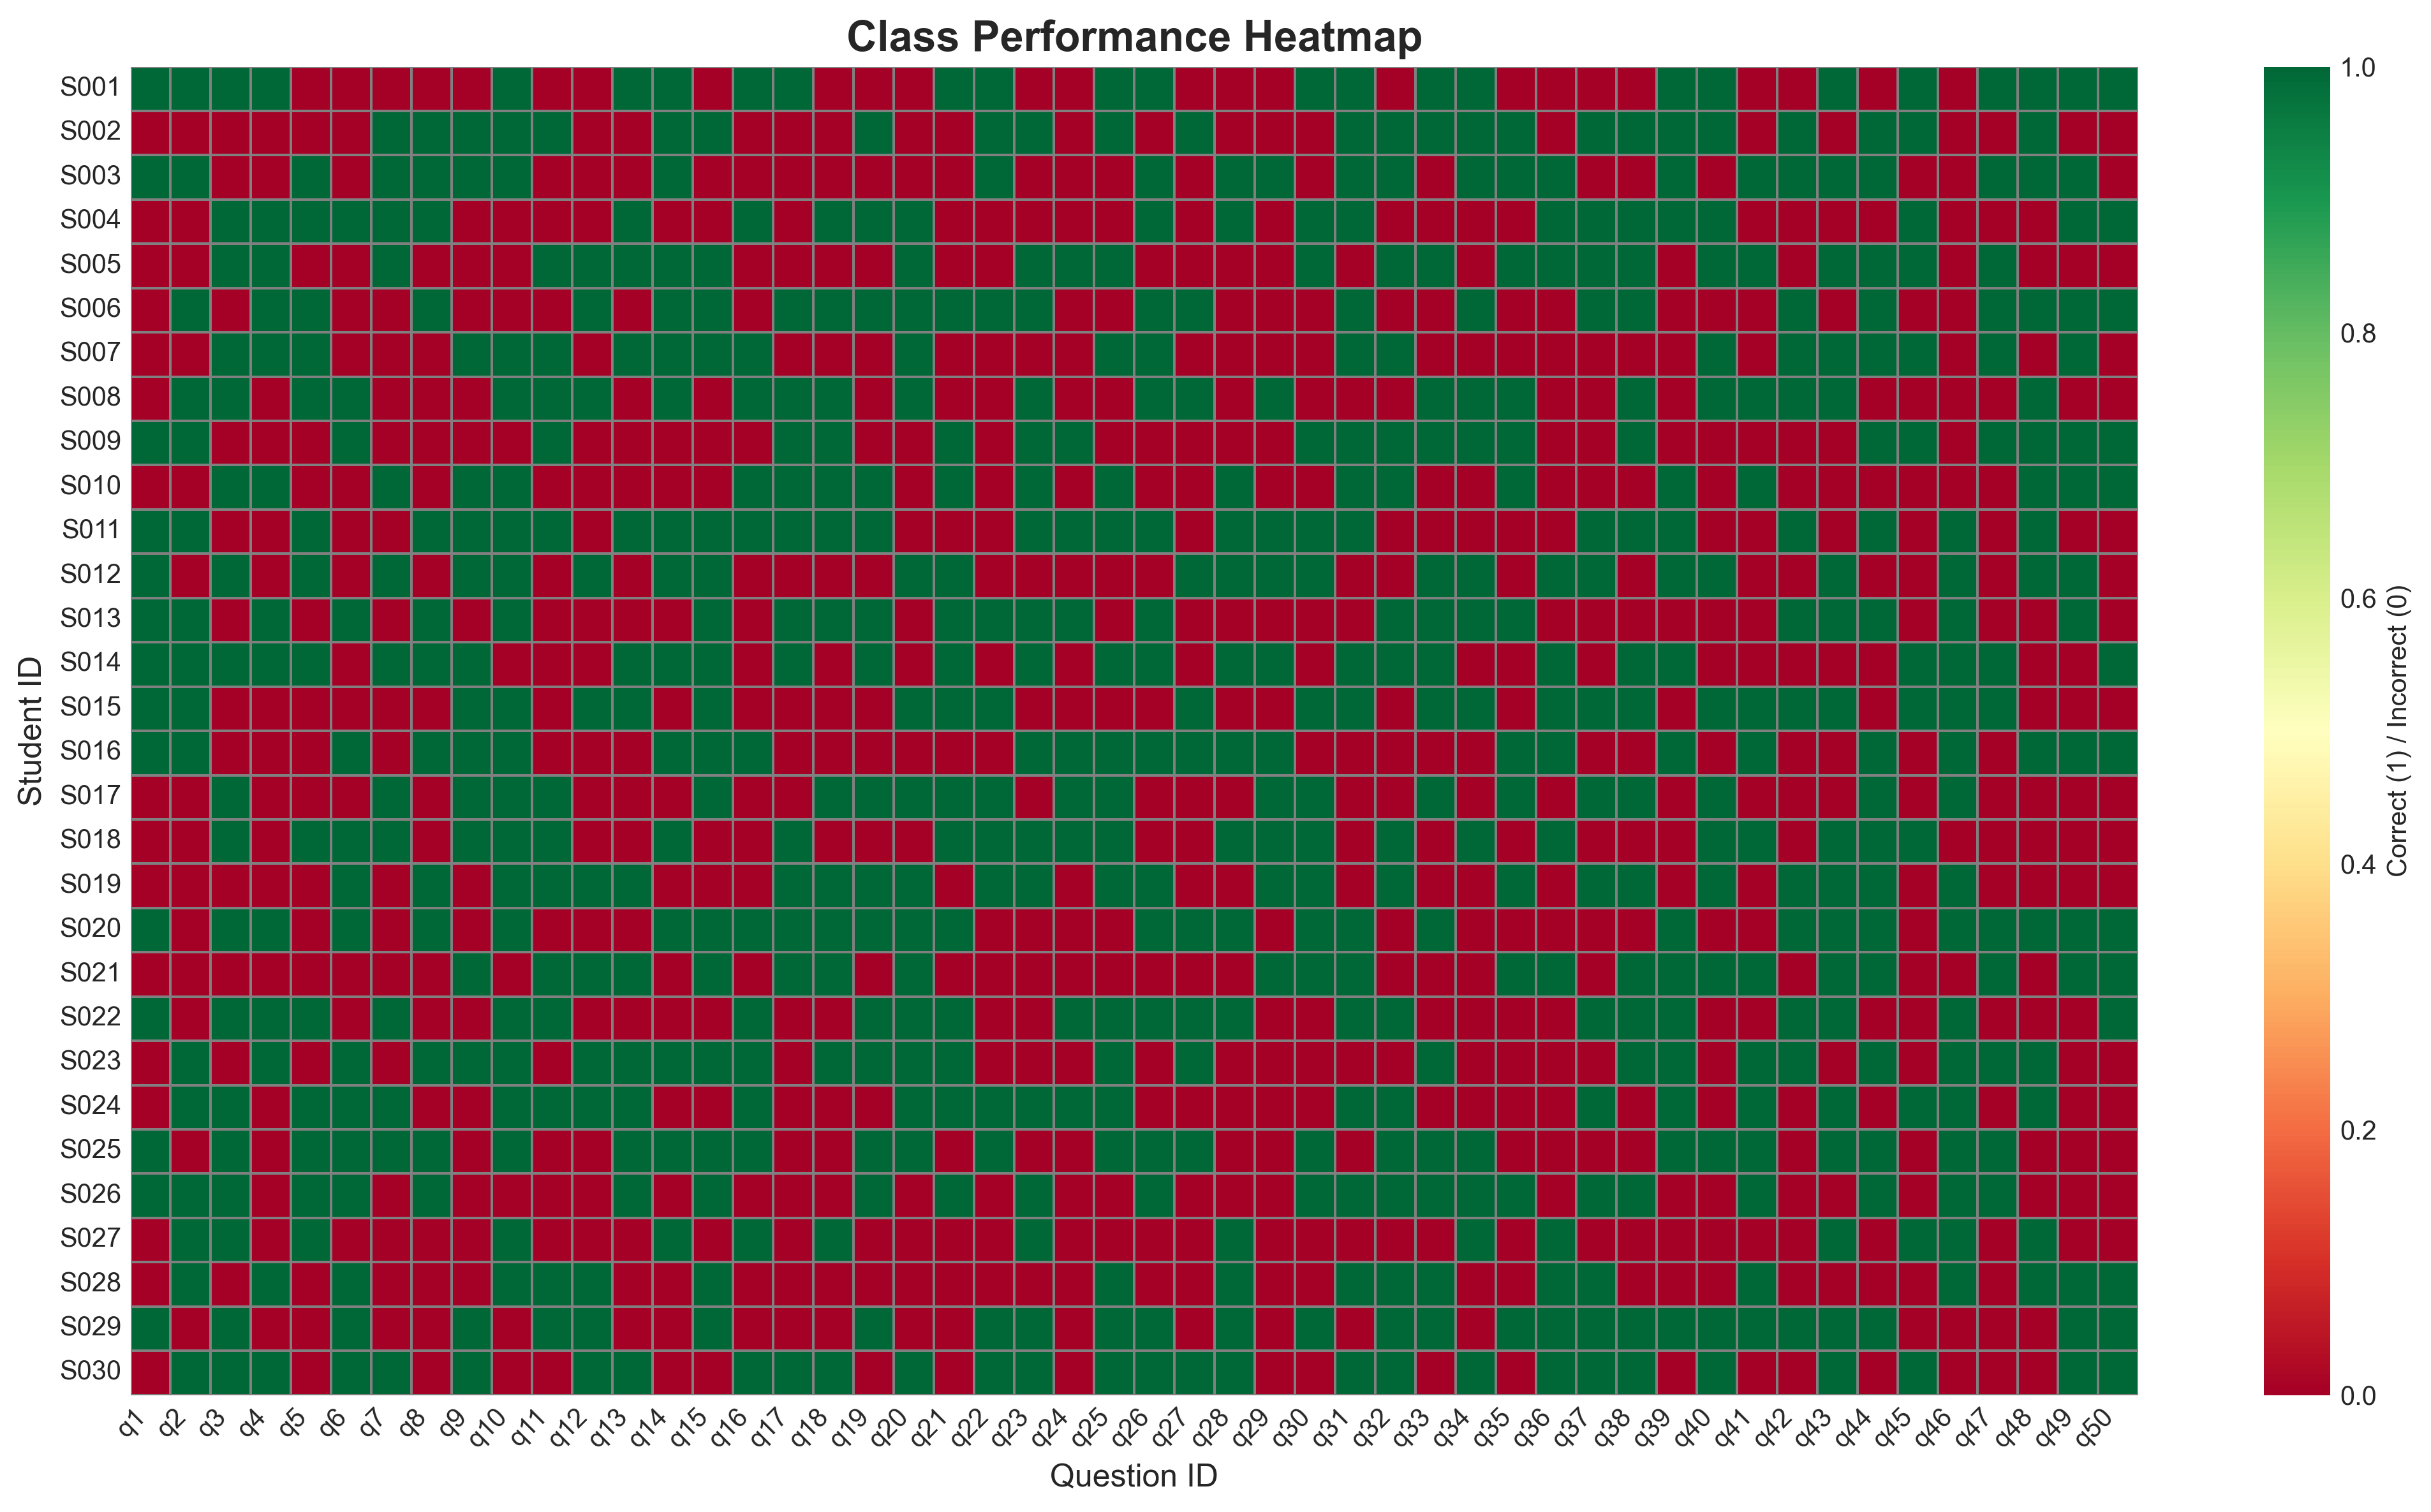 Class Performance Heatmap
Student ID
S001
S002
S003
S004
S005
S006
S007
S008
S009
S010
S011
S012
S013
S014
S015
S016
S017
S018
S019
S020
S021
S022
S023
S024
S025
S026
S027
S028
S029
S030
q1 q2 q3 q4 q5 q6 q7 q8 q9 q10 q11 q12 q13 q14 q15 q16 q17 q18 q19 q20 q21 q22 q23 q24 q25 q26 q27 q28 q29 q30 q31 q32 q33 q34 q35 q36 q37 q38 q39 q40 q41 q42 q43 q44 q45 q46 q47 q48 q49 q50
Question ID
1.0
0.8
0.6
0.4
0.2
0.0
Correct (1) / Incorrect (0)